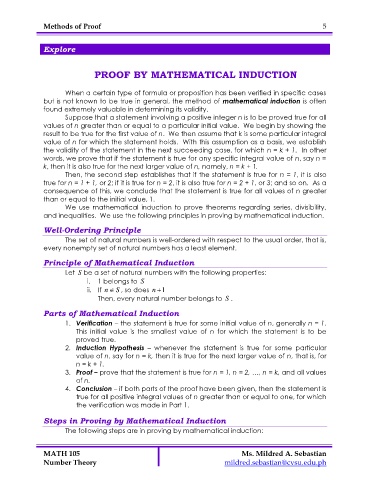 Methods of Proof 5
Explore
PROOF BY MATHEMATICAL INDUCTION
When a certain type of formula or proposition has been verified in specific cases
but is not known to be true in general, the method of mathematical induction is often
found extremely valuable in determining its validity.
Suppose that a statement involving a positive integer n is to be proved true for all
values of n greater than or equal to a particular initial value. We begin by showing the
result to be true for the first value of n. We then assume that k is some particular integral
value of n for which the statement holds. With this assumption as a basis, we establish
the validity of the statement in the next succeeding case, for which n = k + 1. In other
words, we prove that if the statement is true for any specific integral value of n, say n =
k, then it is also true for the next larger value of n, namely, n = k + 1.
Then, the second step establishes that if the statement is true for n = 1, it is also
true for n = 1 + 1, or 2; if it is true for n = 2, it is also true for n = 2 + 1, or 3; and so on. As a
consequence of this, we conclude that the statement is true for all values of n greater
than or equal to the initial value, 1.
We use mathematical induction to prove theorems regarding series, divisibility,
and inequalities. We use the following principles in proving by mathematical induction.
Well-Ordering Principle
The set of natural numbers is well-ordered with respect to the usual order, that is,
every nonempty set of natural numbers has a least element.
Principle of Mathematical Induction
Let S be a set of natural numbers with the following properties:
i. 1 belongs to S
ii. If n ∈ S, so does n+1
Then, every natural number belongs to S.
Parts of Mathematical Induction
1. Verification – the statement is true for some initial value of n, generally n = 1.
This initial value is the smallest value of n for which the statement is to be
proved true.
2. Induction Hypothesis – whenever the statement is true for some particular
value of n, say for n = k, then it is true for the next larger value of n, that is, for
n = k + 1.
3. Proof – prove that the statement is true for n = 1, n = 2, …, n = k, and all values
of n.
4. Conclusion – if both parts of the proof have been given, then the statement is
true for all positive integral values of n greater than or equal to one, for which
the verification was made in Part 1.
Steps in Proving by Mathematical Induction
The following steps are in proving by mathematical induction:
MATH 105 Ms. Mildred A. Sebastian
Number Theory mildred.sebastian@cvsu.edu.ph